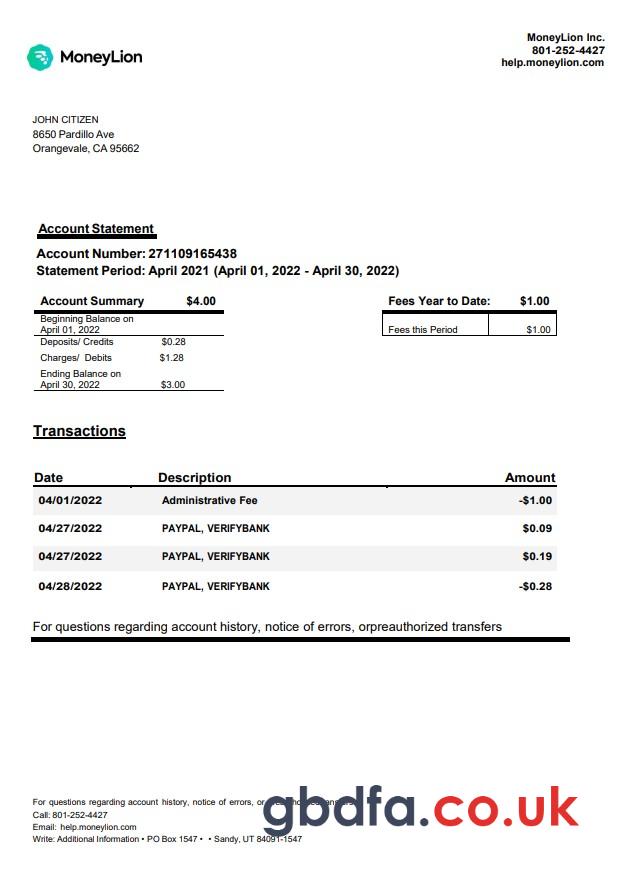 MoneyLion
MoneyLion Inc.
801-252-4427
help.moneylion.com
JOHN CITIZEN
8650 Pardillo Ave
Orangevale, CA 95662
Account Statement
Account Number: 271109165438
Statement Period: April 2021 (April 01, 2022 - April 30, 2022)
Account Summary $4.00
Beginning Balance on
April 01, 2022
Deposits/ Credits $0.28
Charges/ Debits $1.28
Ending Balance on
April 30, 2022 $3.00
Fees Year to Date: $1.00
Fees this Period $1.00
Transactions
Date Description Amount
04/01/2022 Administrative Fee -$1.00
04/27/2022 PAYPAL, VERIFYBANK $0.09
04/27/2022 PAYPAL, VERIFYBANK $0.19
04/28/2022 PAYPAL, VERIFYBANK -$0.28
For questions regarding account history, notice of errors, orpreauthorized transfers
For questions regarding account history, notice of errors, or
Call: 801-252-4427
Email: help.moneylion.com
Write: Additional Information • PO Box 1547 • • Sandy, UT 84091-1547
gbdfa.co.uk